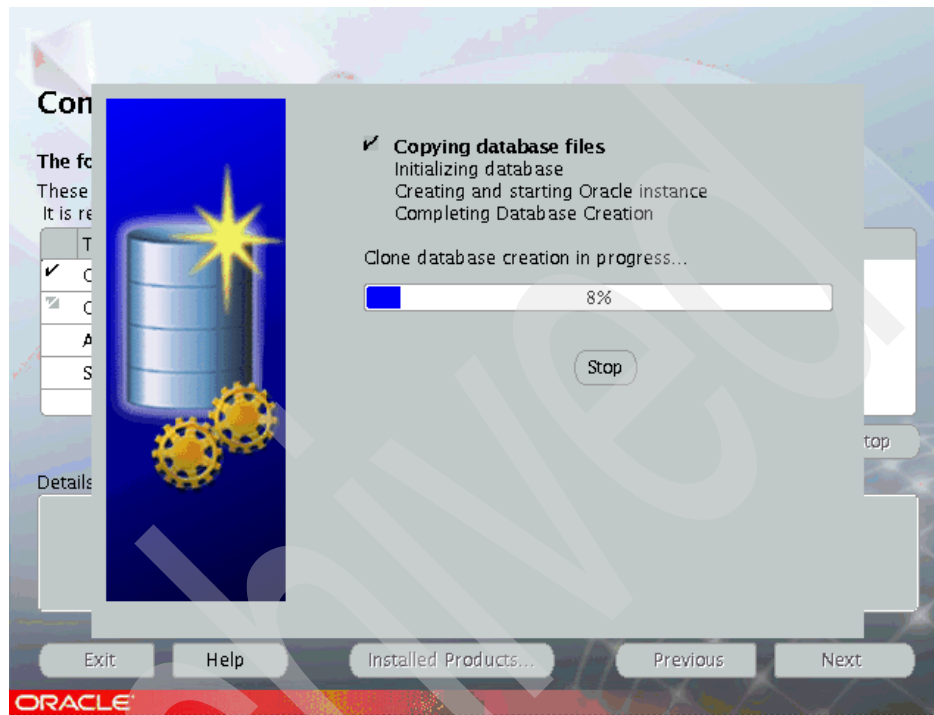 Con
The fo
These
It is re
T
C
C
A
S
Copying database files
Initializing database
Creating and starting Oracle instance
Completing Database Creation
Clone database creation in progress...
8%
Stop
top
Details
Exit
Help
Installed Products...
Previous
Next
ORACLE